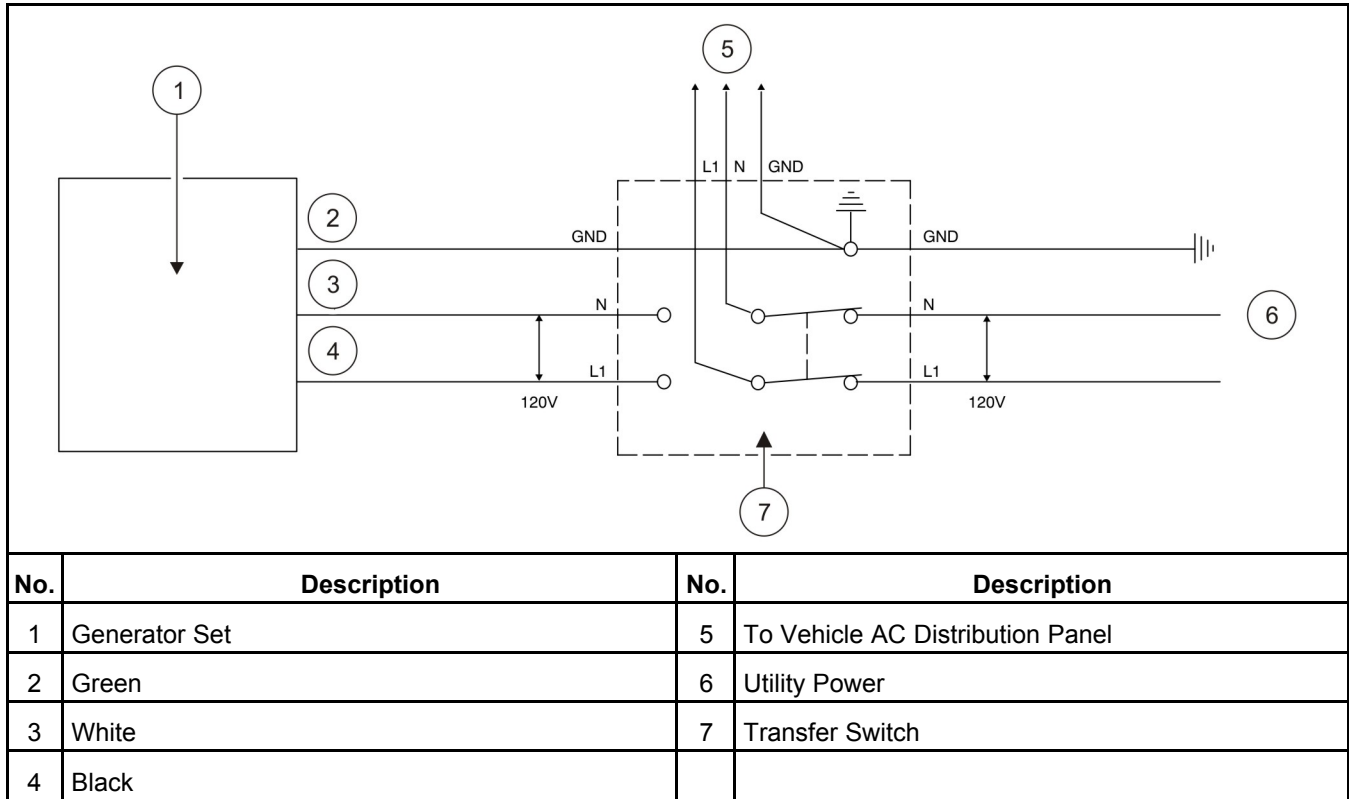 5
1
L1 N GND
2
GND GND
3
N N
6
4
L1 L1
120V 120V
7
No. Description No. Description
1 Generator Set 5 To Vehicle AC Distribution Panel
2 Green 6 Utility Power
3 White 7 Transfer Switch
4 Black